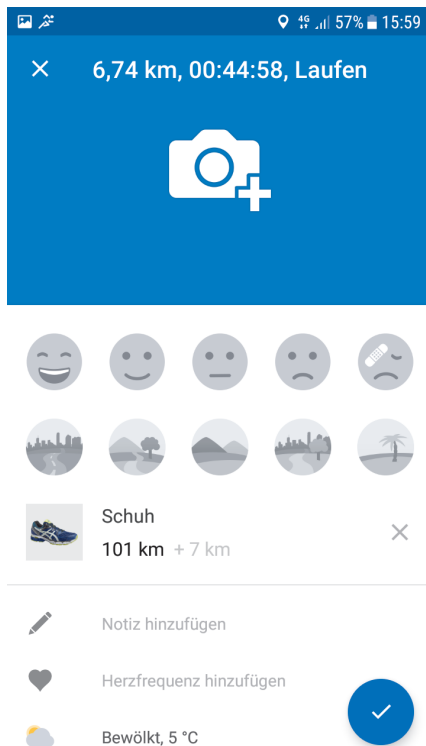 4G 57% 15:59
6,74 km, 00:44:58, Laufen
Schuh
101 km + 7 km
Notiz hinzufügen
Herzfrequenz hinzufügen
Bewölkt, 5 °C